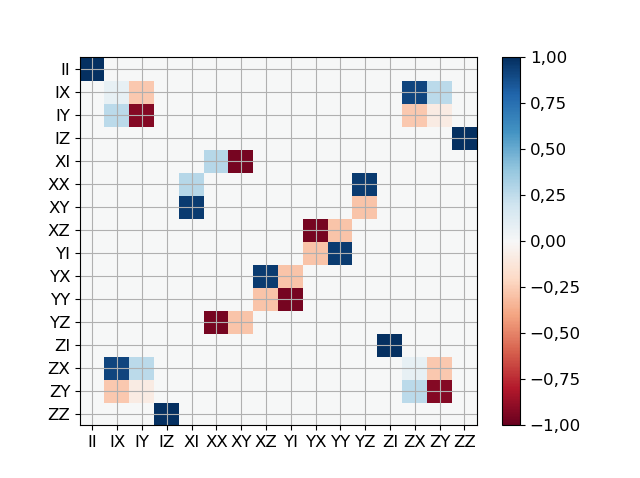 II
IX
IY
IZ
XI
XX
XY
XZ
YI
YX
YY
YZ
ZI
ZX
ZY
ZZ
II IX IY IZ XI XX XY XZ YI YX YY YZ ZI ZX ZY ZZ
1,00
0,75
0,50
0,25
0,00
−0,25
−0,50
−0,75
−1,00